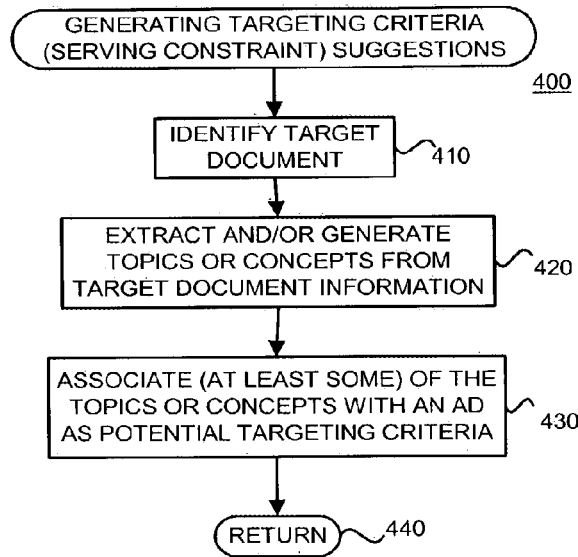 GENERATING TARGETING CRITERIA
(SERVING CONSTRAINT) SUGGESTIONS
400
IDENTIFY TARGET
DOCUMENT
410
EXTRACT AND/OR GENERATE
TOPICS OR CONCEPTS FROM
TARGET DOCUMENT INFORMATION
420
ASSOCIATE (AT LEAST SOME) OF THE
TOPICS OR CONCEPTS WITH AN AD
AS POTENTIAL TARGETING CRITERIA
430
RETURN
440